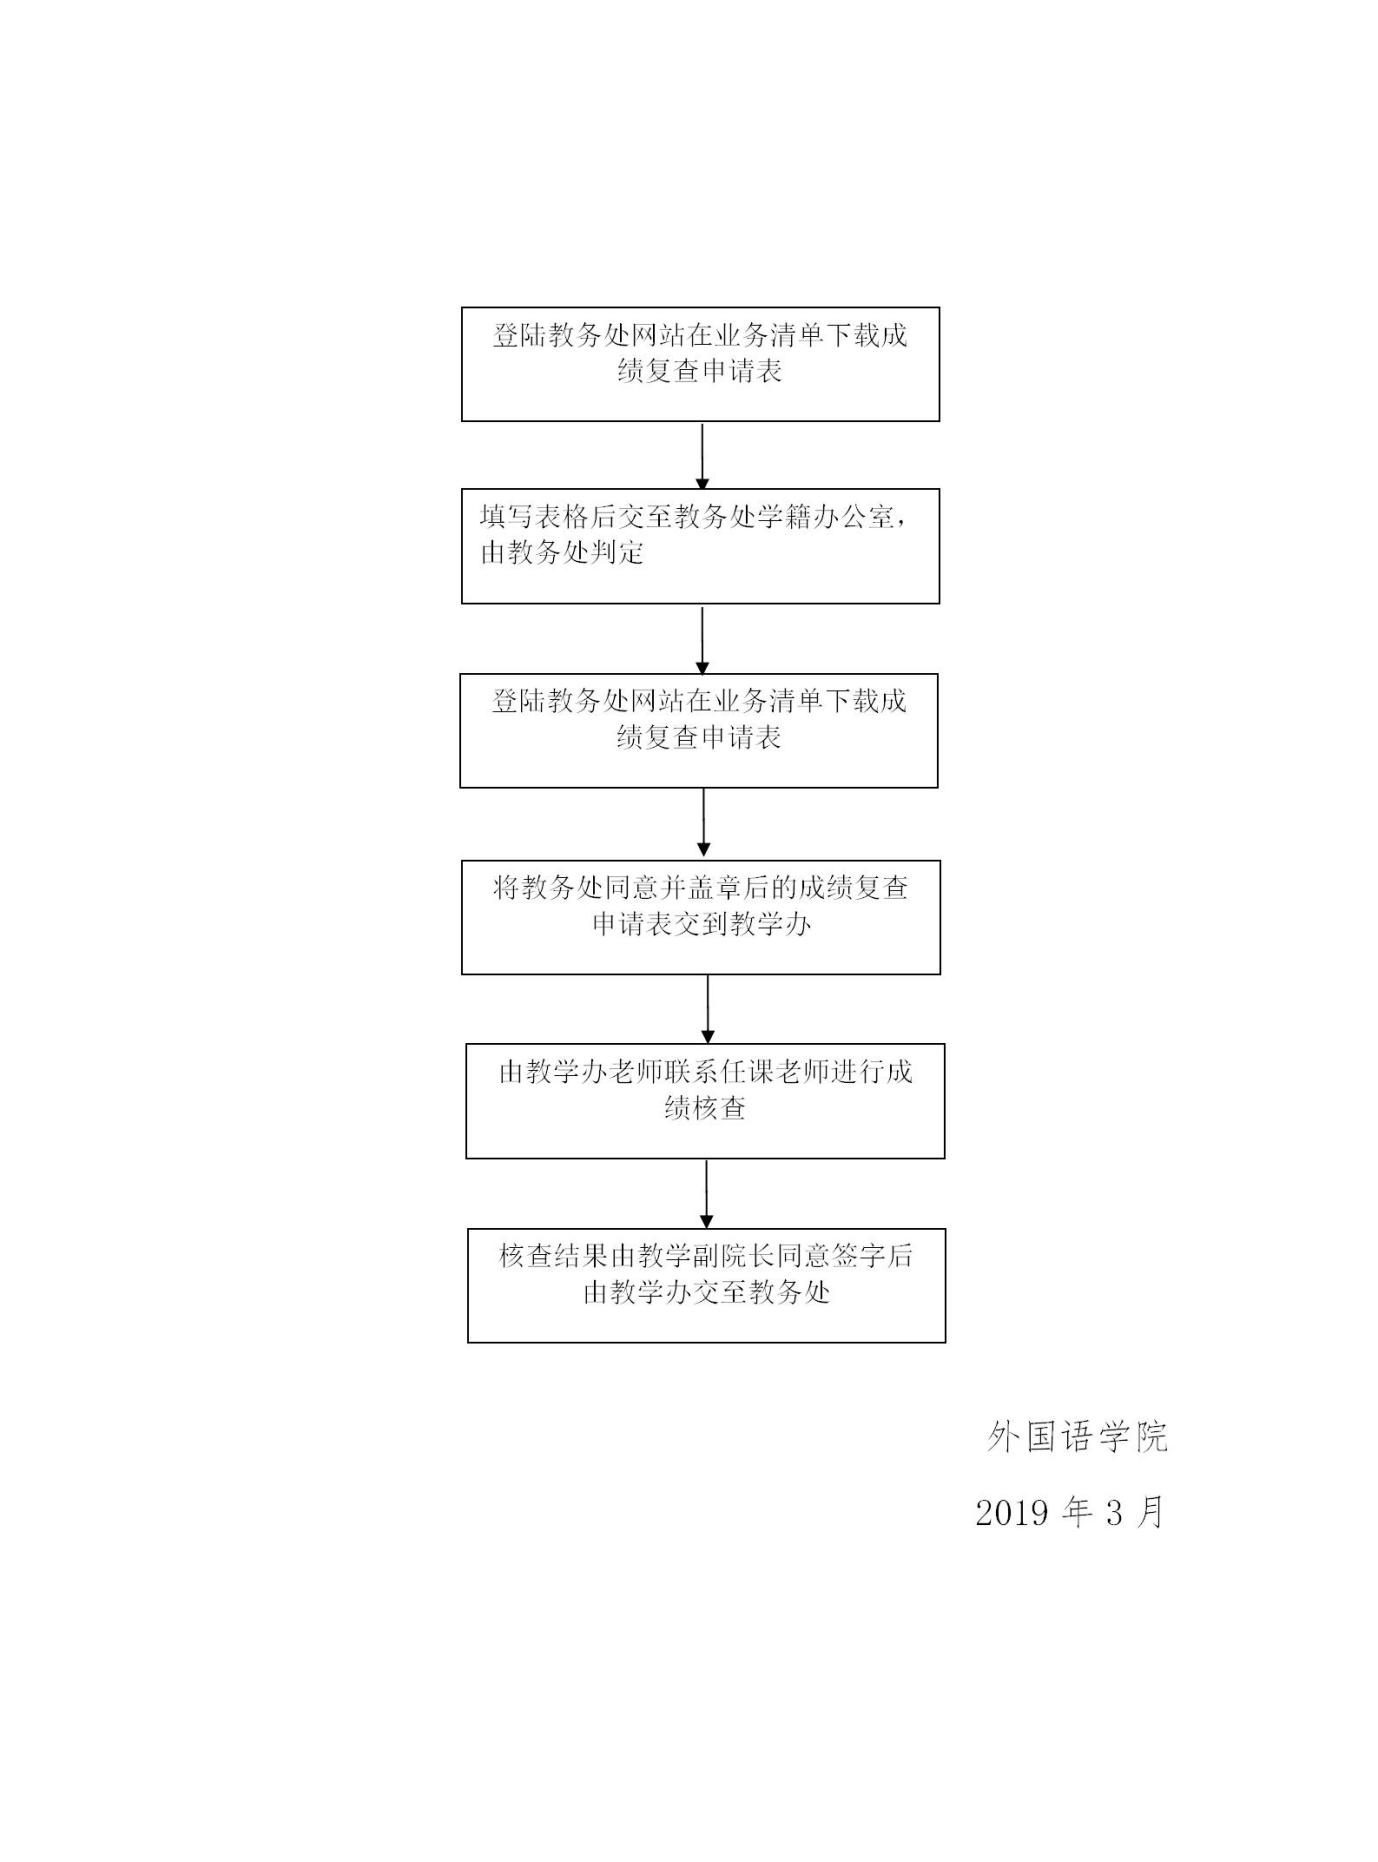 登陆教务处网站在业务清单下载成
绩复查申请表
填写表格后交至教务处学籍办公室，
由教务处判定
登陆教务处网站在业务清单下载成
绩复查申请表
将教务处同意并盖章后的成绩复查
申请表交到教学办
由教学办老师联系任课老师进行成
绩核查
核查结果由教学副院长同意签字后
由教学办交至教务处
外国语学院
2019 年 3 月